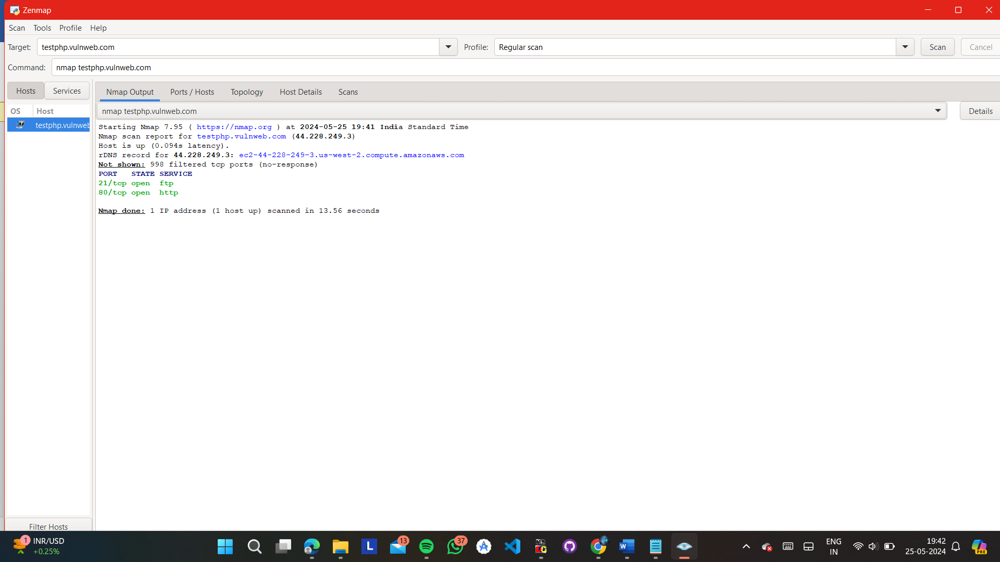 Zenmap
Scan Tools Profile Help
Target: testphp.vulnweb.com Profile: Regular scan Scan Cancel
Command: nmap testphp.vulnweb.com
Hosts Services
Nmap Output Ports / Hosts Topology Host Details Scans
OS Host
nmap testphp.vulnweb.com Details
testphp.vulnweb
Starting Nmap 7.95 ( https://nmap.org ) at 2024-05-25 19:41 India Standard Time
Nmap scan report for testphp.vulnweb.com (44.228.249.3)
Host is up (0.094s latency).
rDNS record for 44.228.249.3: ec2-44-228-249-3.us-west-2.compute.amazonaws.com
Not shown: 998 filtered tcp ports (no-response)
PORT STATE SERVICE
21/tcp open ftp
80/tcp open http
Nmap done: 1 IP address (1 host up) scanned in 13.56 seconds
Filter Hosts
1 INR/USD
+0.25%
L
13
37
Ms
W
PRE
ENG
IN
19:42
25-05-2024